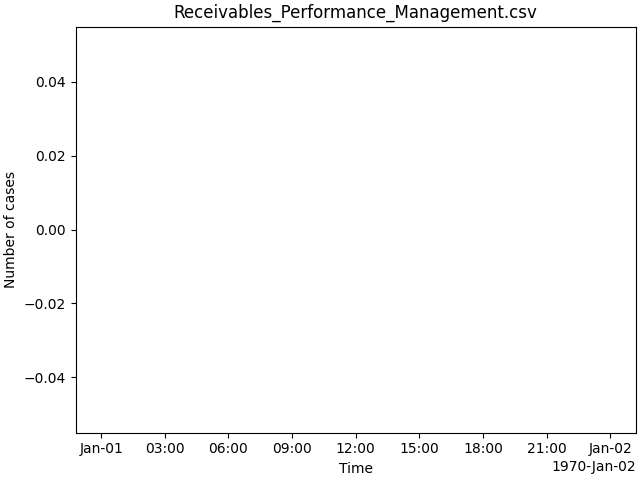 Receivables_Performance_Management.csv
Number of cases
0.04
0.02
0.00
−0.02
−0.04
Jan-01 03:00 06:00 09:00 12:00 15:00 18:00 21:00 Jan-02
1970-Jan-02
Time